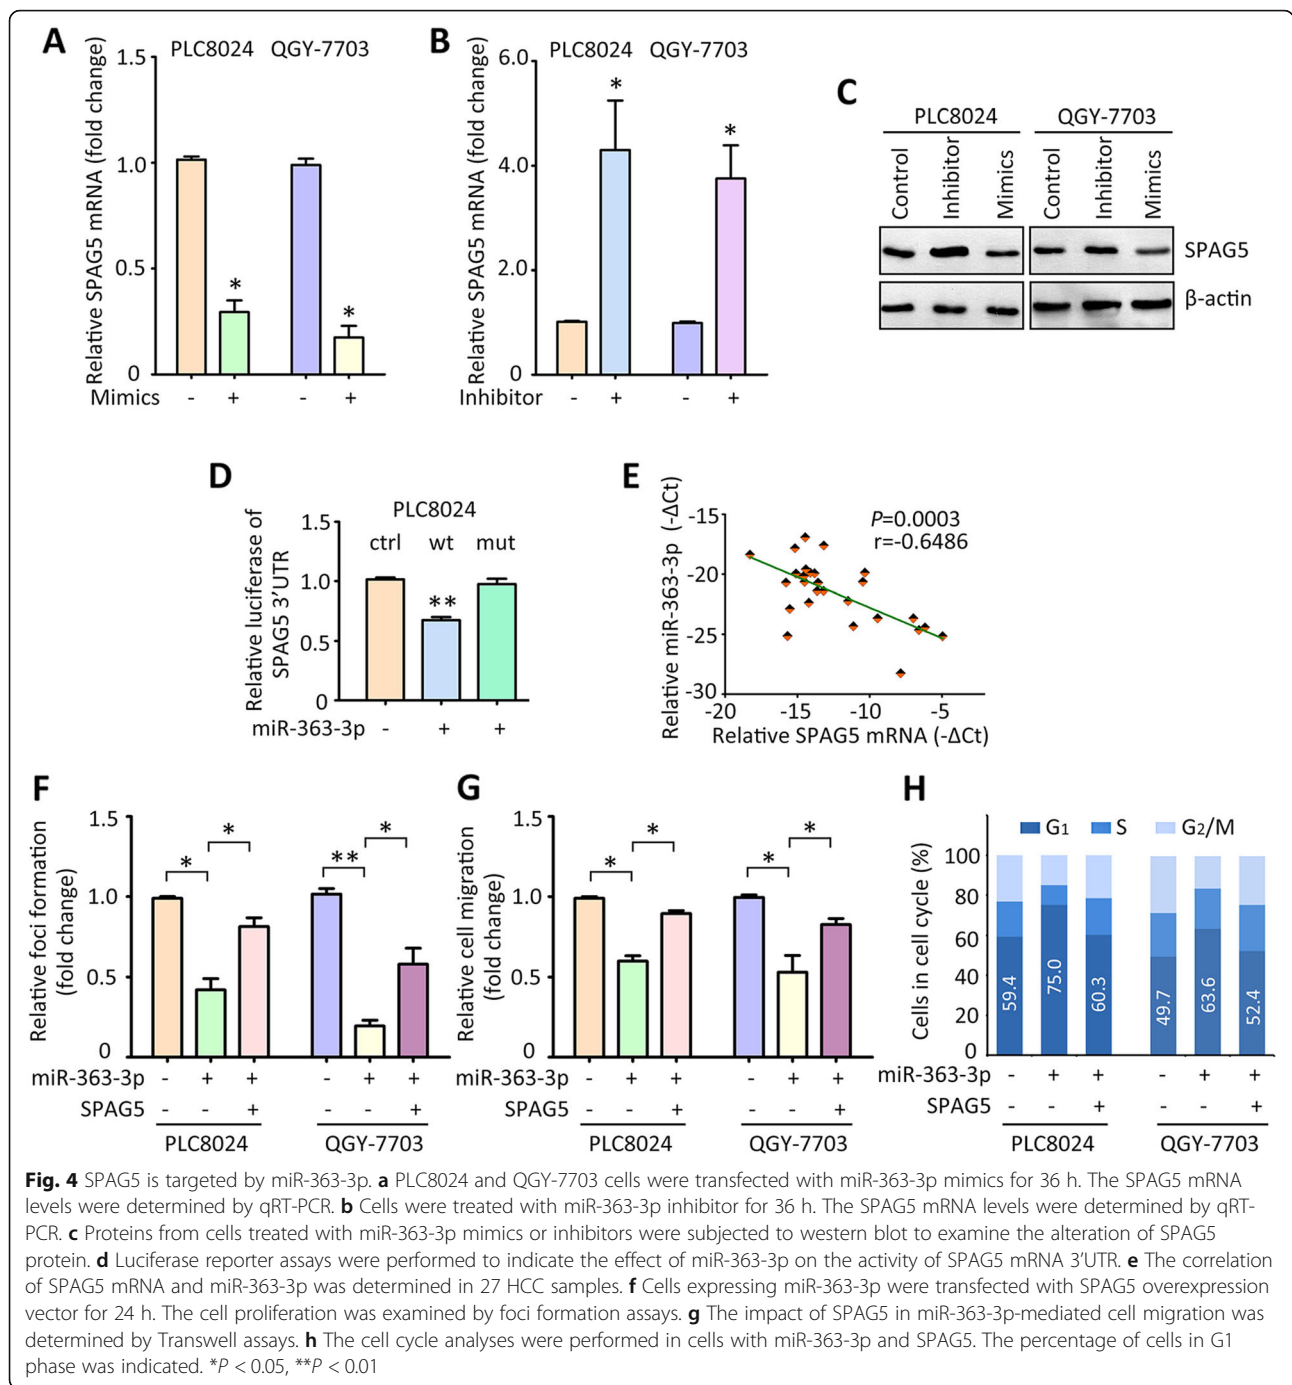 A
B
C
PLC8024 QGY-7703
Relative SPAG5 mRNA (fold change)
1.5
1.0
0.5
0
* *
Mimics - + - +
PLC8024 QGY-7703
Relative SPAG5 mRNA (fold change)
6.0
4.0
2.0
0
* *
Inhibitor - + - +
PLC8024 QGY-7703
Control Inhibitor Mimics Control Inhibitor Mimics
SPAG5
β-actin
D
PLC8024
Relative luciferase of
SPAG5 3'UTR
1.5
1.0
0.5
0
ctrl wt mut
**
miR-363-3p - + +
E
Relative miR-363-3p (-ΔCt)
P=0.0003
r=-0.6486
-15
-20
-25
-30
-20 -15 -10 -5
Relative SPAG5 mRNA (-ΔCt)
F
Relative foci formation
(fold change)
1.5
1.0
0.5
0
* * ** *
miR-363-3p - + + - + +
SPAG5 - - + - - +
PLC8024 QGY-7703
G
Relative cell migration
(fold change)
1.5
1.0
0.5
0
* * * *
miR-363-3p - + + - + +
SPAG5 - - + - - +
PLC8024 QGY-7703
H
G1 S G2/M
Cells in cell cycle (%)
100
80
60
40
20
0
59.4 75.0 60.3 49.7 63.6 52.4
miR-363-3p - + + - + +
SPAG5 - - + - - +
PLC8024 QGY-7703
Fig. 4 SPAG5 is targeted by miR-363-3p. a PLC8024 and QGY-7703 cells were transfected with miR-363-3p mimics for 36 h. The SPAG5 mRNA
levels were determined by qRT-PCR. b Cells were treated with miR-363-3p inhibitor for 36 h. The SPAG5 mRNA levels were determined by qRT-
PCR. c Proteins from cells treated with miR-363-3p mimics or inhibitors were subjected to western blot to examine the alteration of SPAG5
protein. d Luciferase reporter assays were performed to indicate the effect of miR-363-3p on the activity of SPAG5 mRNA 3'UTR. e The correlation
of SPAG5 mRNA and miR-363-3p was determined in 27 HCC samples. f Cells expressing miR-363-3p were transfected with SPAG5 overexpression
vector for 24 h. The cell proliferation was examined by foci formation assays. g The impact of SPAG5 in miR-363-3p-mediated cell migration was
determined by Transwell assays. h The cell cycle analyses were performed in cells with miR-363-3p and SPAG5. The percentage of cells in G1
phase was indicated. *P < 0.05, **P < 0.01